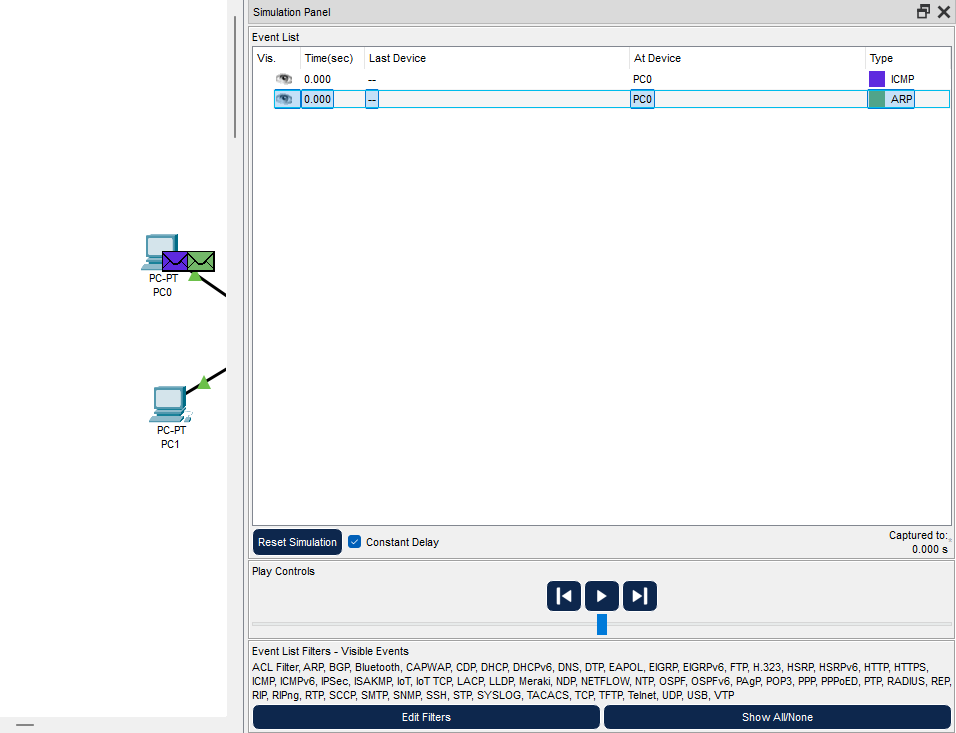 Simulation Panel
Event List
Vis. Time(sec) Last Device At Device Type
0.000 -- PC0 ICMP
0.000 -- PC0 ARP
PC-PT
PC0
PC-PT
PC1
Reset Simulation Constant Delay Captured to:
0.000 s
Play Controls
Event List Filters - Visible Events
ACL Filter, ARP, BGP, Bluetooth, CAPWAP, CDP, DHCP, DHCPv6, DNS, DTP, EAPOL, EIGRP, EIGRPv6, FTP, H.323, HSRP, HSRPv6, HTTP, HTTPS,
ICMP, ICMPv6, IPSec, ISAKMP, IoT, IoT TCP, LACP, LLDP, Meraki, NDP, NETFLOW, NTP, OSPF, OSPFv6, PAgP, POP3, PPP, PPPoED, PTP, RADIUS, REP,
RIP, RIPng, RTP, SCCP, SMTP, SNMP, SSH, STP, SYSLOG, TACACS, TCP, TFTP, Telnet, UDP, USB, VTP
Edit Filters Show All/None